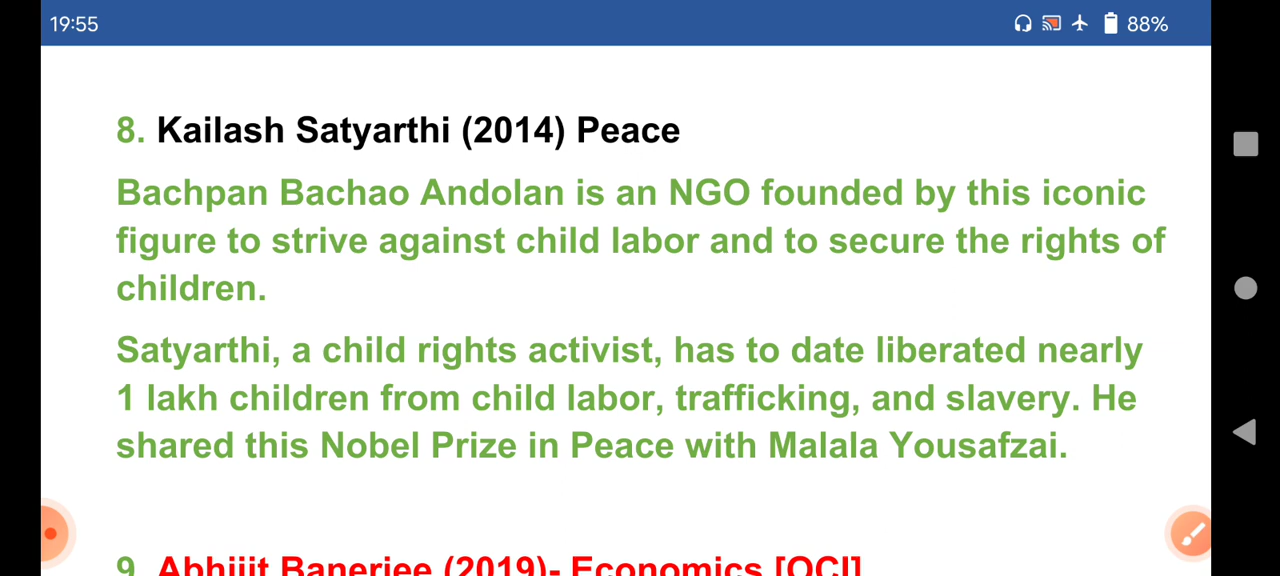 19:55
88%
8. Kailash Satyarthi (2014) Peace
Bachpan Bachao Andolan is an NGO founded by this iconic
figure to strive against child labor and to secure the rights of
children.
Satyarthi, a child rights activist, has to date liberated nearly
1 lakh children from child labor, trafficking, and slavery. He
shared this Nobel Prize in Peace with Malala Yousafzai.
9. Abhijit Banerjee (2019)- Economics [OCI]